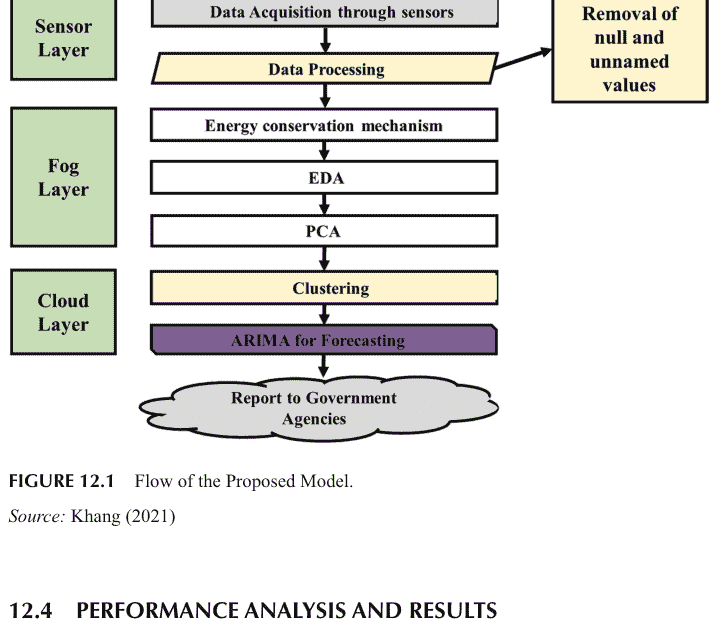 Sensor
Layer
Data Acquisition through sensors
Data Processing
Removal of
null and
unnamed
values
Fog
Layer
Energy conservation mechanism
EDA
PCA
Cloud
Layer
Clustering
ARIMA for Forecasting
Report to Government
Agencies
FIGURE 12.1 Flow of the Proposed Model.
Source: Khang (2021)
12.4 PERFORMANCE ANALYSIS AND RESULTS